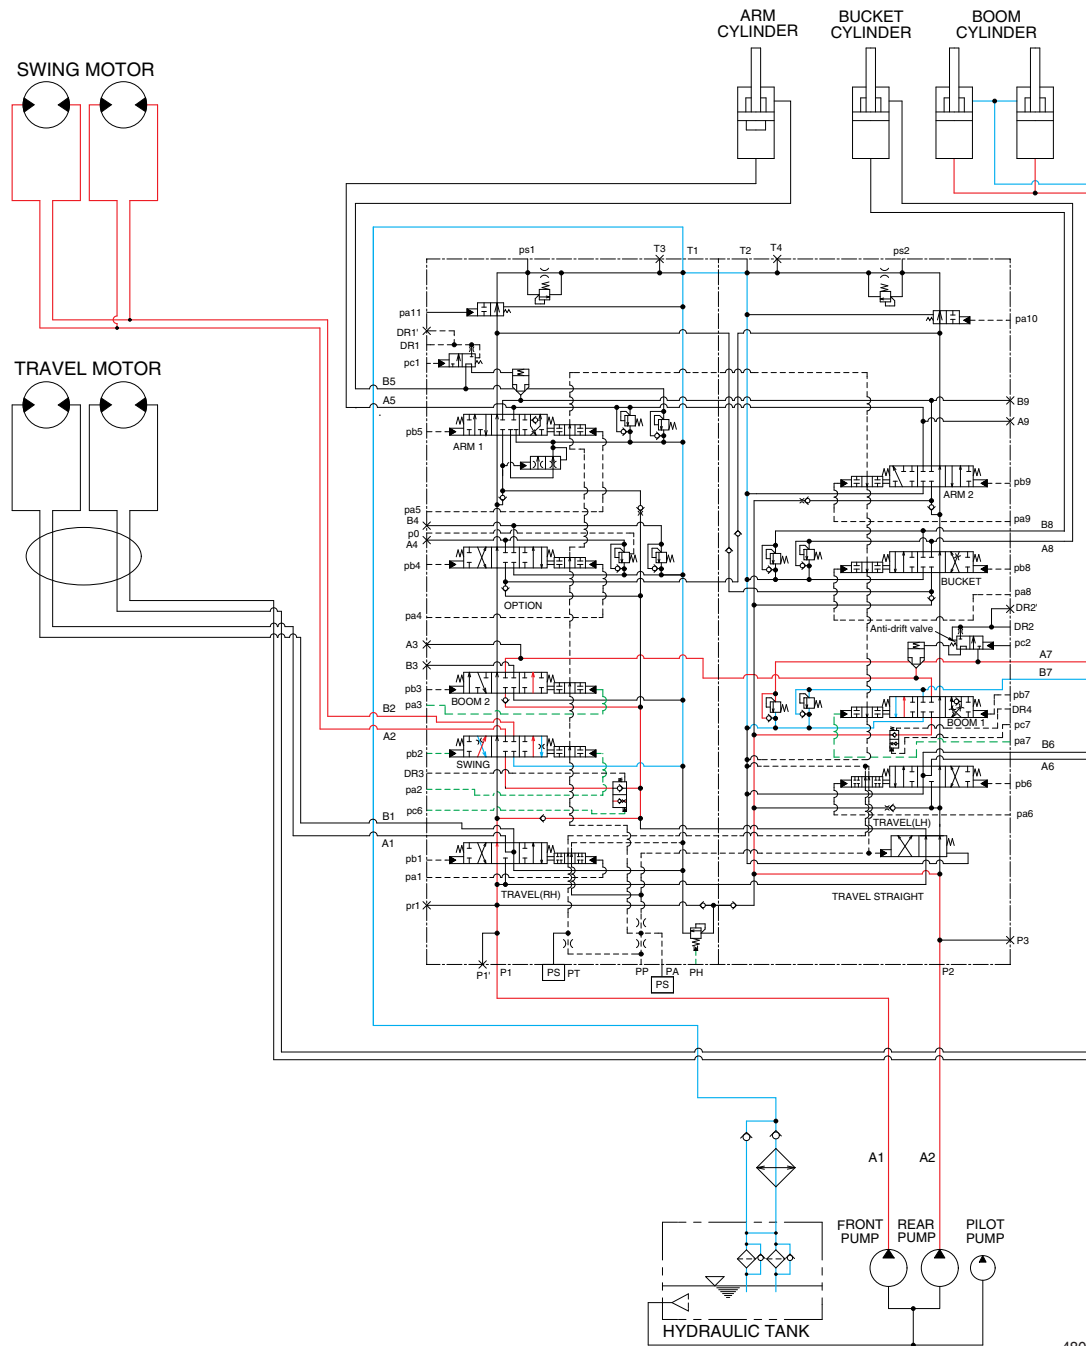 ARM
CYLINDER
BUCKET
CYLINDER
BOOM
CYLINDER
SWING MOTOR
TRAVEL MOTOR
ps1
T3
T1
T2
T4
ps2
pa11
pa10
DR1'
DR1
pc1
B5
A5
B9
A9
pb5
ARM 1
ARM 2
pb9
pa5
B4
p0
A4
pa9
B8
A8
pb4
OPTION
BUCKET
pb8
pa8
pa4
DR2'
Anti-drift valve
DR2
pc2
A3
A7
B3
B7
pb3
BOOM 2
pa3
BOOM 1
pb7
DR4
pc7
pa7
B2
A2
pb2
SWING
B6
A6
DR3
pa2
pc6
pb6
TRAVEL(LH)
pa6
B1
A1
pb1
pa1
TRAVEL(RH)
TRAVEL STRAIGHT
pr1
P3
P1'
P1
PS
PT
PP
PA
PS
PH
P2
A1
A2
FRONT
PUMP
REAR
PUMP
PILOT
PUMP
HYDRAULIC TANK